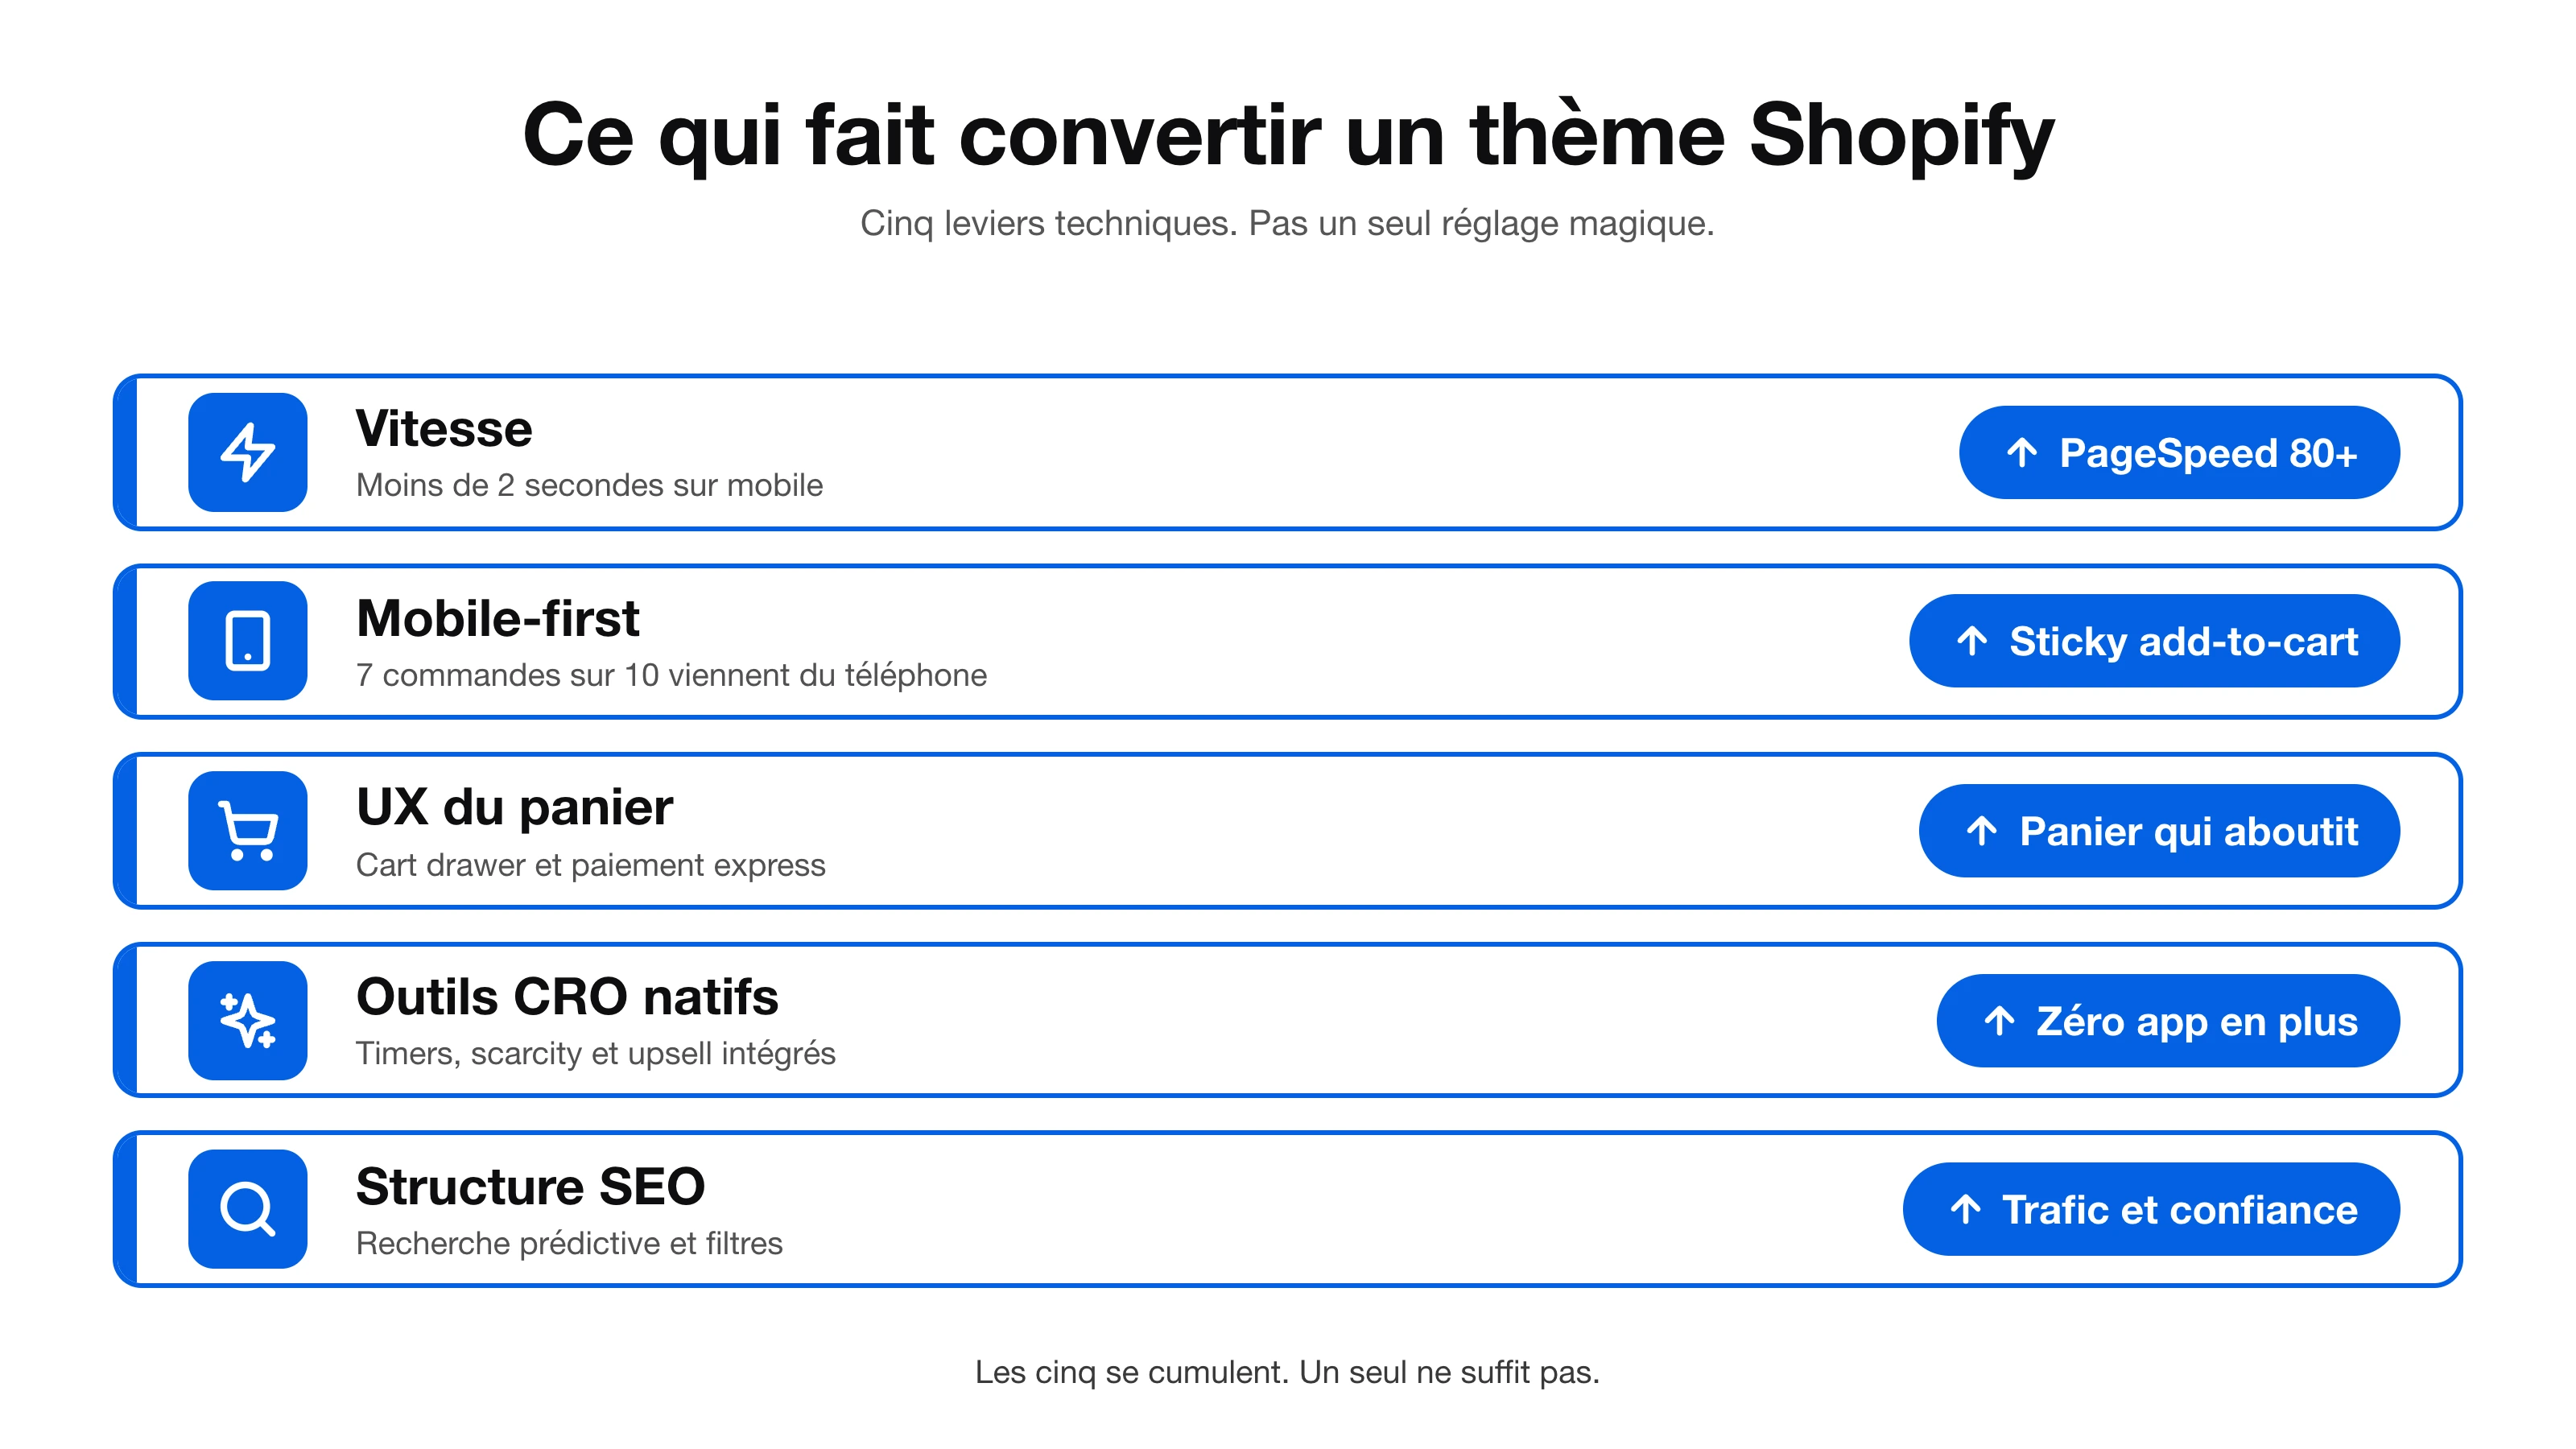 Ce qui fait convertir un thème Shopify
Cinq leviers techniques. Pas un seul réglage magique.
Vitesse
Moins de 2 secondes sur mobile
↑ PageSpeed 80+
Mobile-first
7 commandes sur 10 viennent du téléphone
↑ Sticky add-to-cart
UX du panier
Cart drawer et paiement express
↑ Panier qui aboutit
Outils CRO natifs
Timers, scarcity et upsell intégrés
↑ Zéro app en plus
Structure SEO
Recherche prédictive et filtres
↑ Trafic et confiance
Les cinq se cumulent. Un seul ne suffit pas.